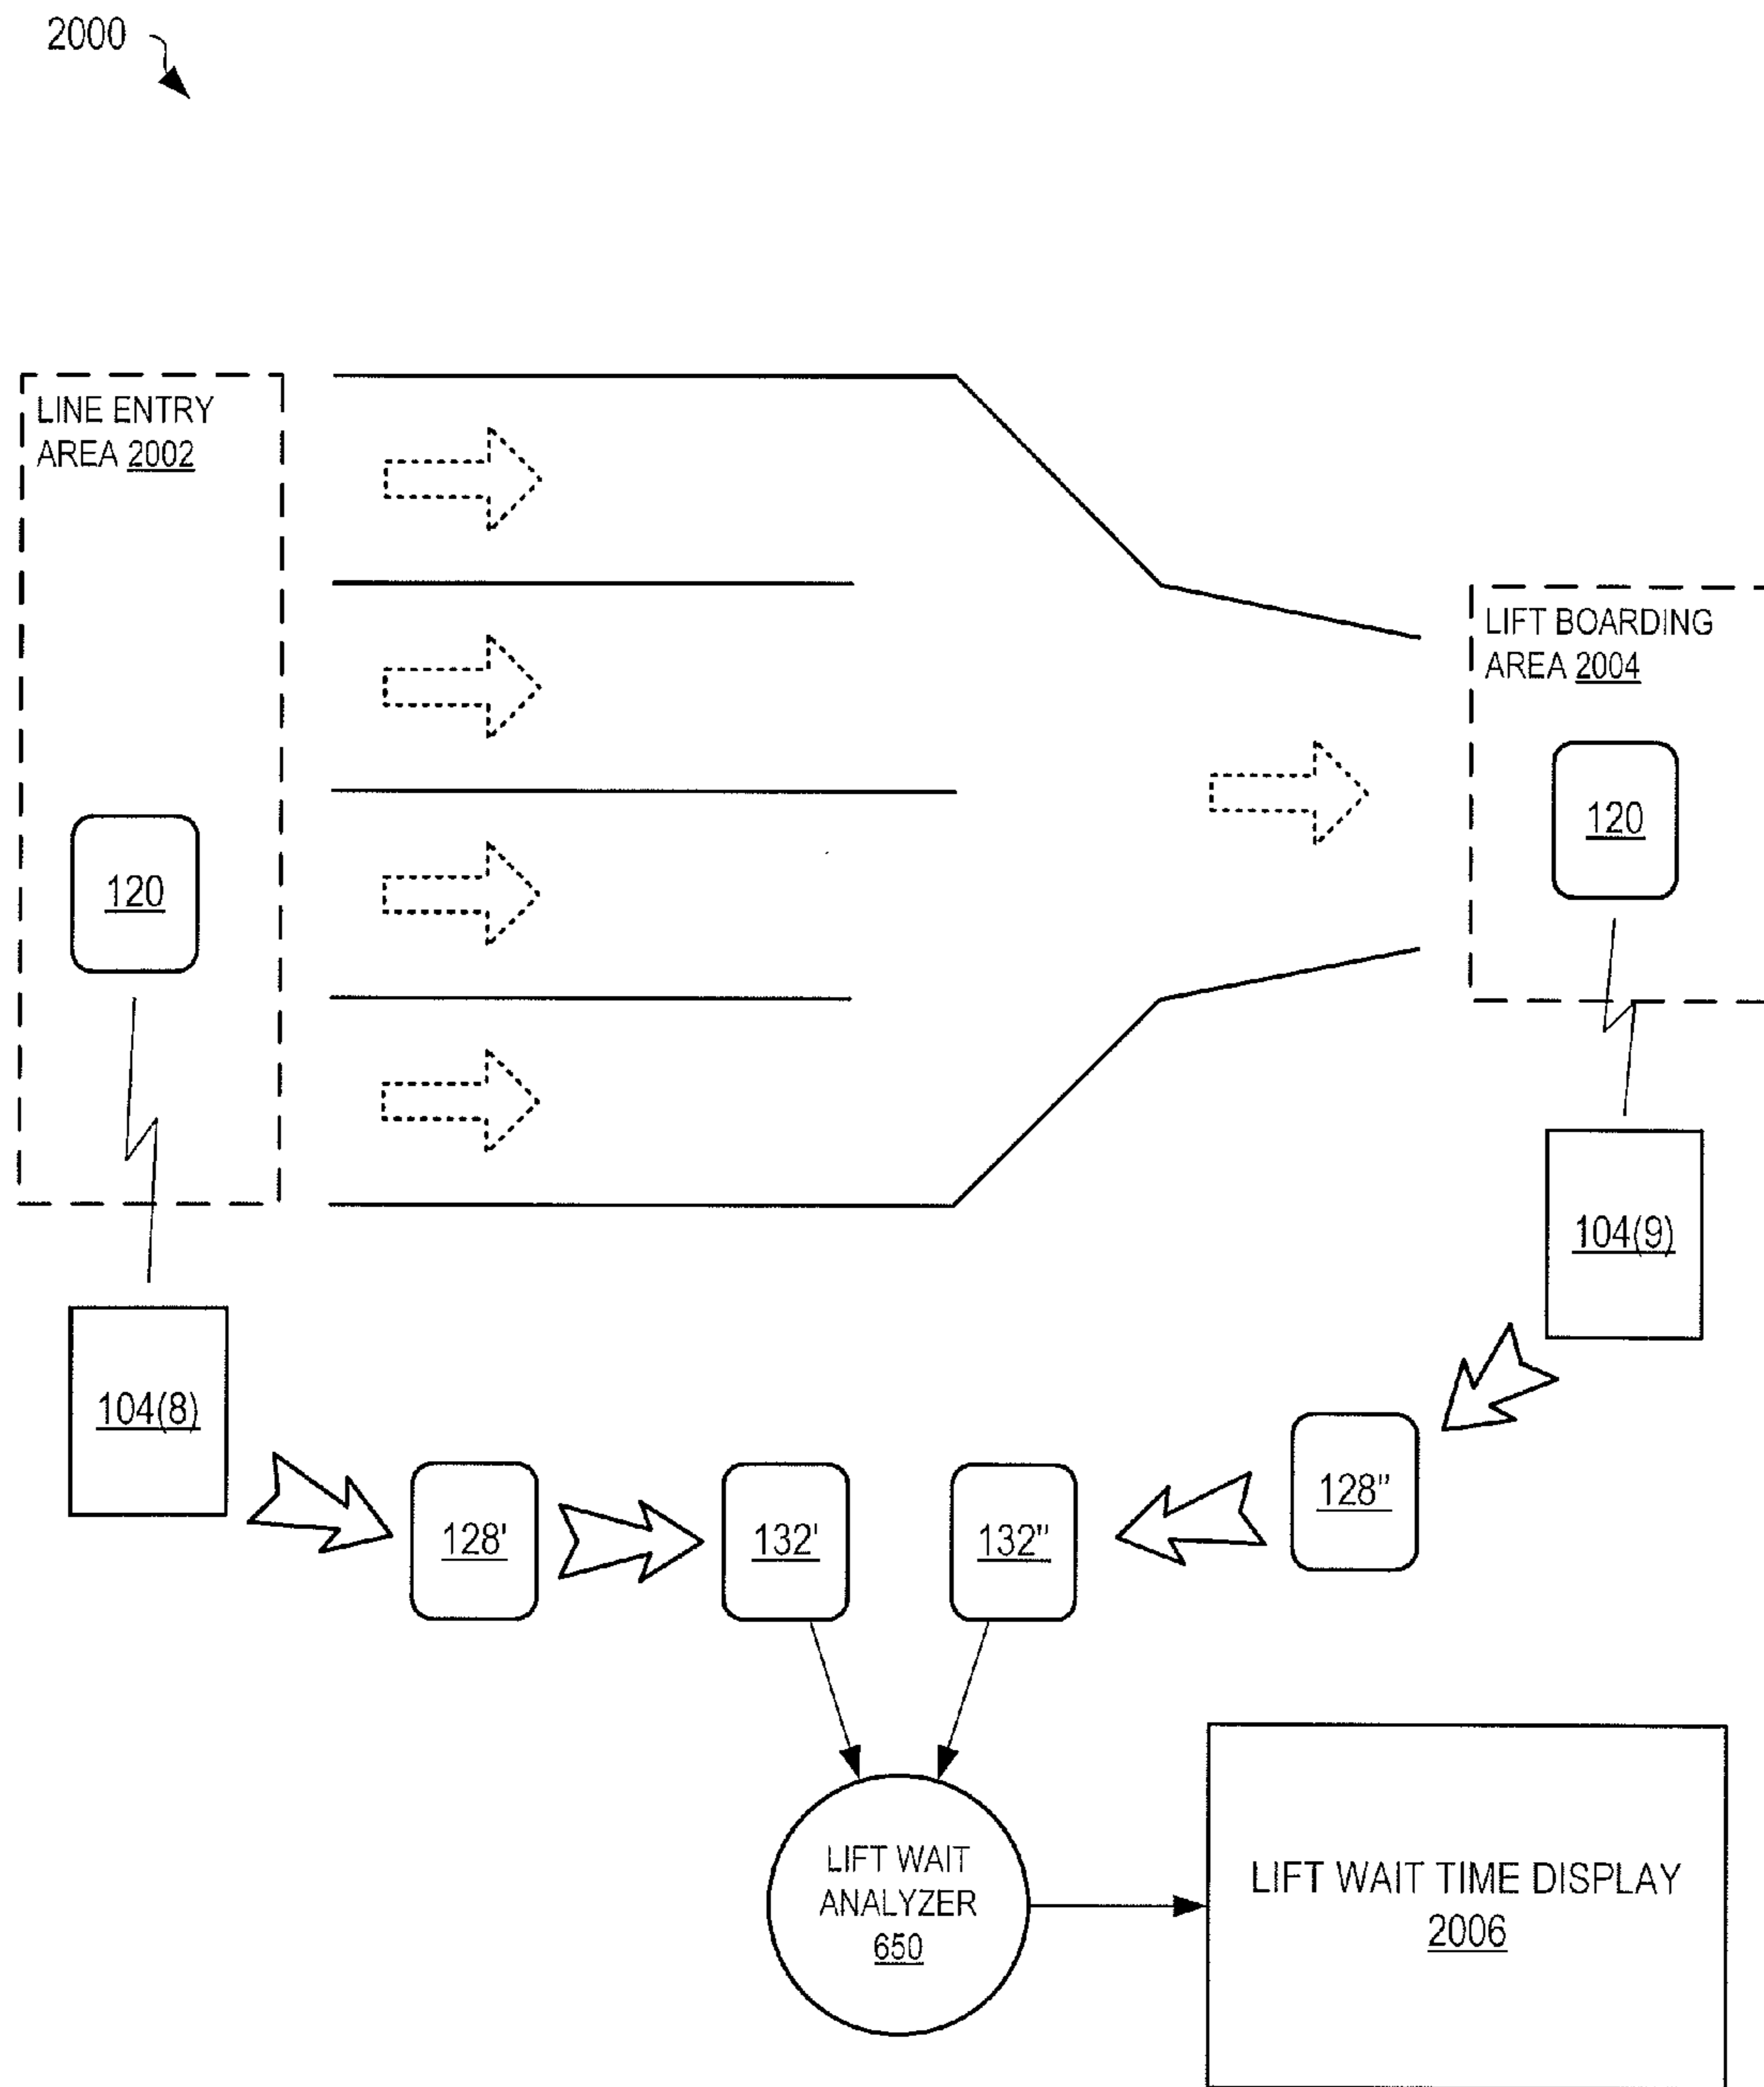 2000
LINE ENTRY
AREA 2002
LIFT BOARDING
AREA 2004
120
120
104(9)
104(8)
128'
132'
132"
128"
LIFT WAIT
ANALYZER
650
LIFT WAIT TIME DISPLAY
2006